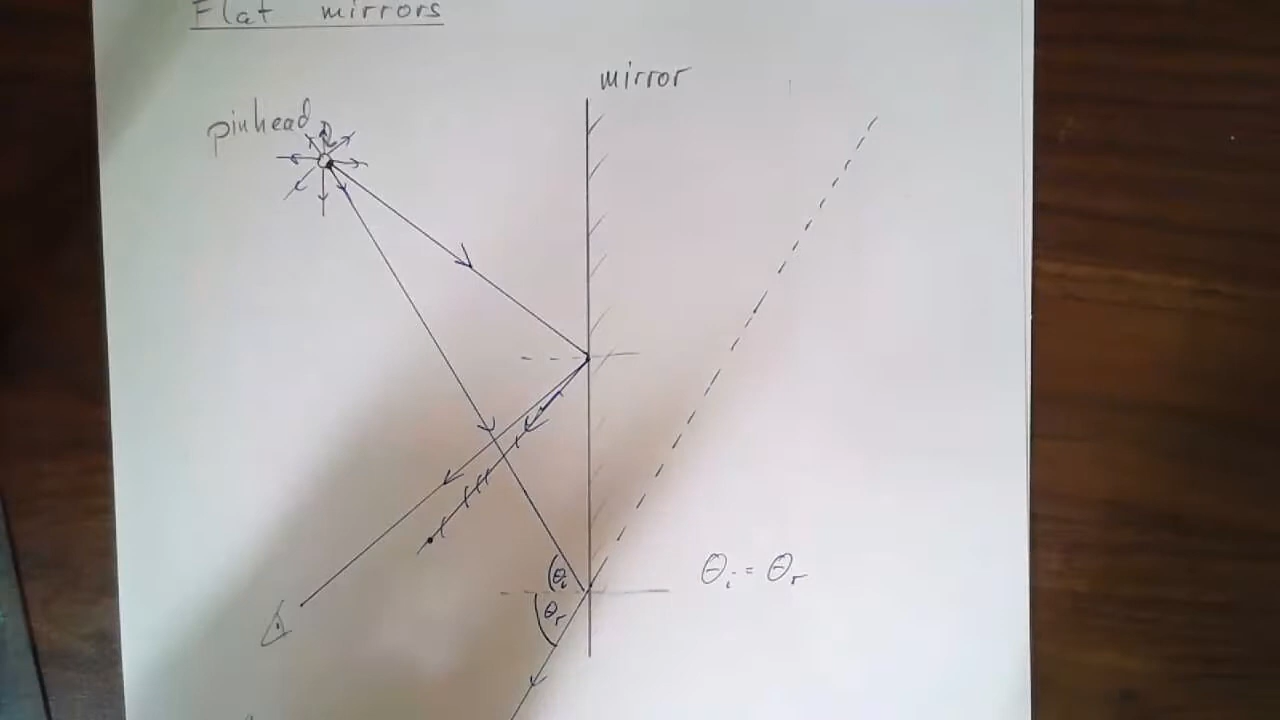 Flat mirrors
mirror
pinhead
θi
θr
θi = θr